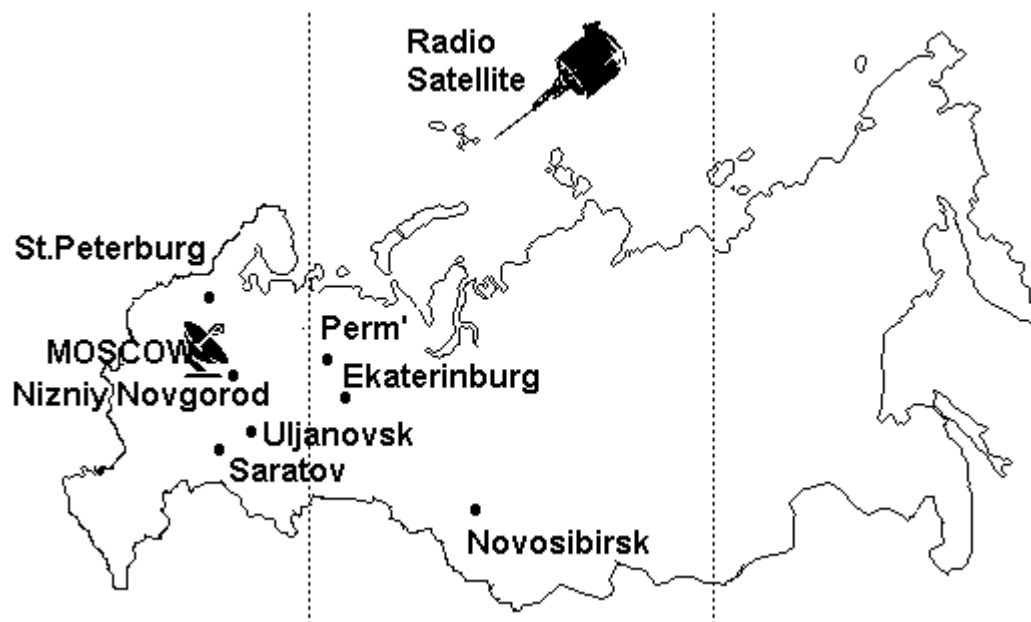 Radio
Satellite
St.Peterburg
Perm'
MOSCOW
Ekaterinburg
Nizniy Novgorod
Uljanovsk
Saratov
Novosibirsk